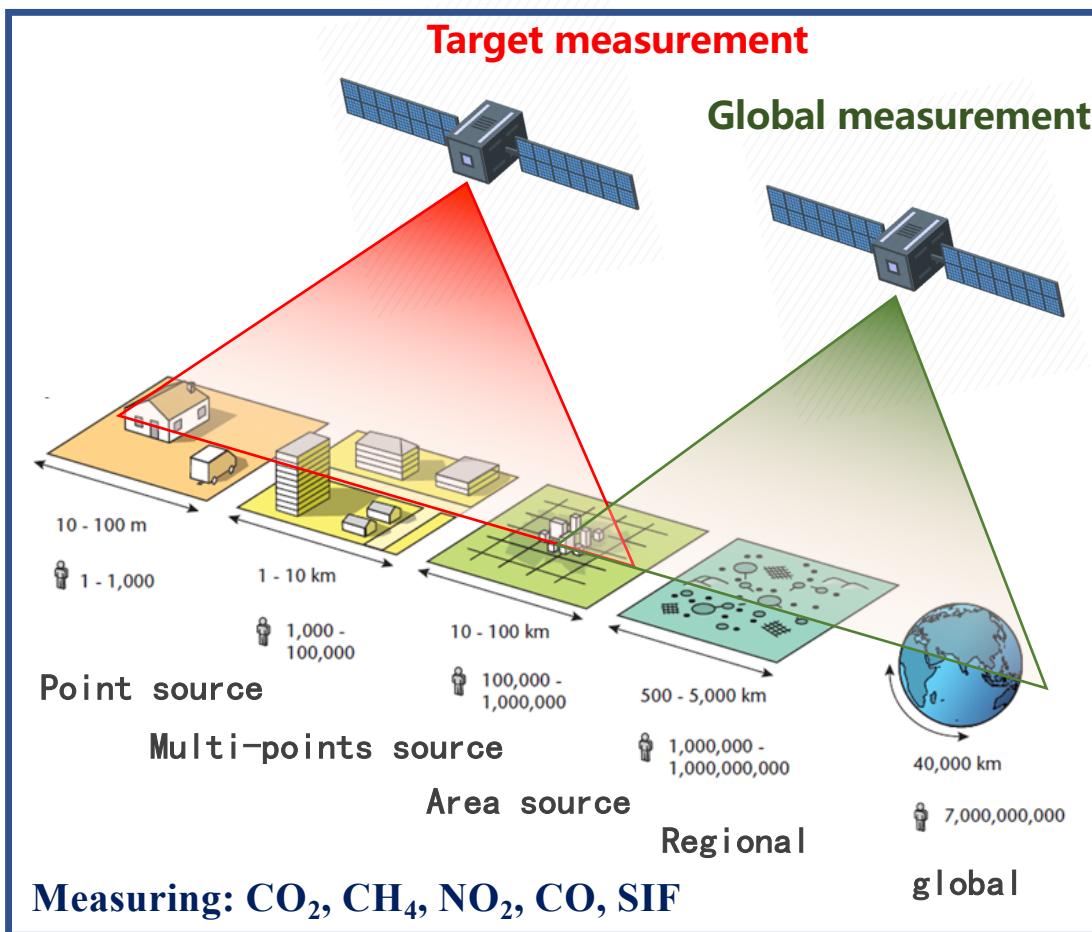 Target measurement
Global measurement
10 - 100 m
1 - 1,000
1 - 10 km
1,000 -
100,000
10 - 100 km
100,000 -
1,000,000
500 - 5,000 km
1,000,000 -
1,000,000,000
40,000 km
7,000,000,000
Point source
Multi-points source
Area source
Regional
global
Measuring: CO₂, CH₄, NO₂, CO, SIF